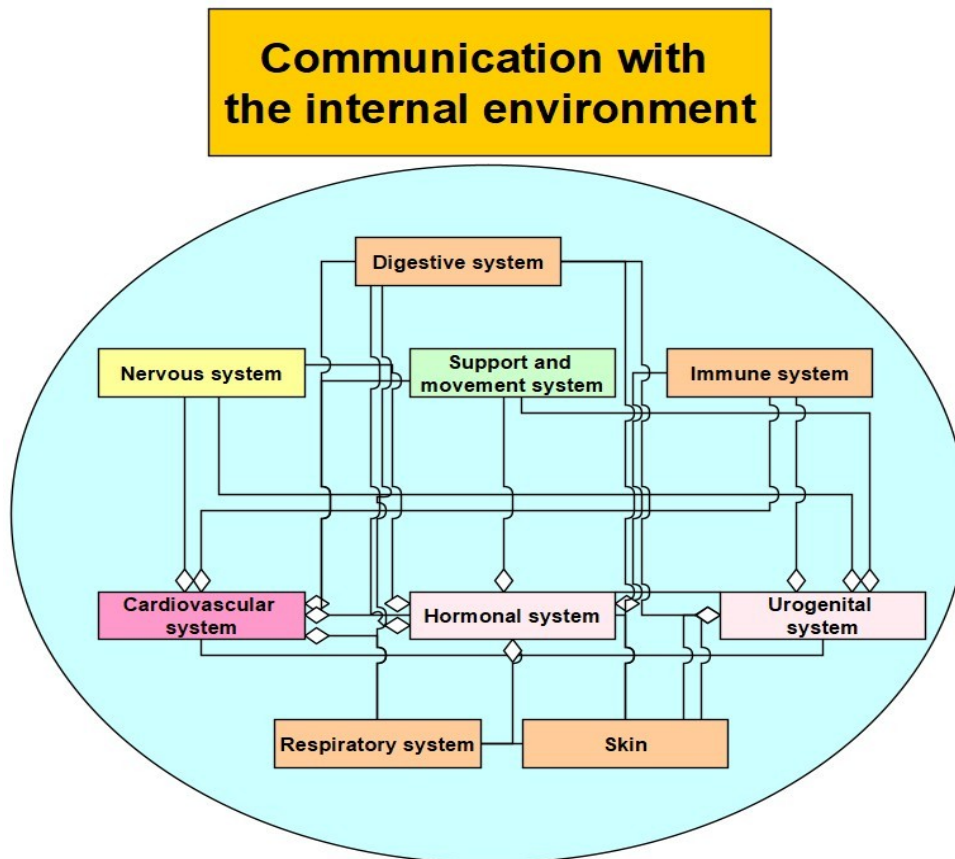 Communication with
the internal environment
Digestive system
Nervous system
Support and
movement system
Immune system
Cardiovascular
system
Hormonal system
Urogenital
system
Respiratory system
Skin